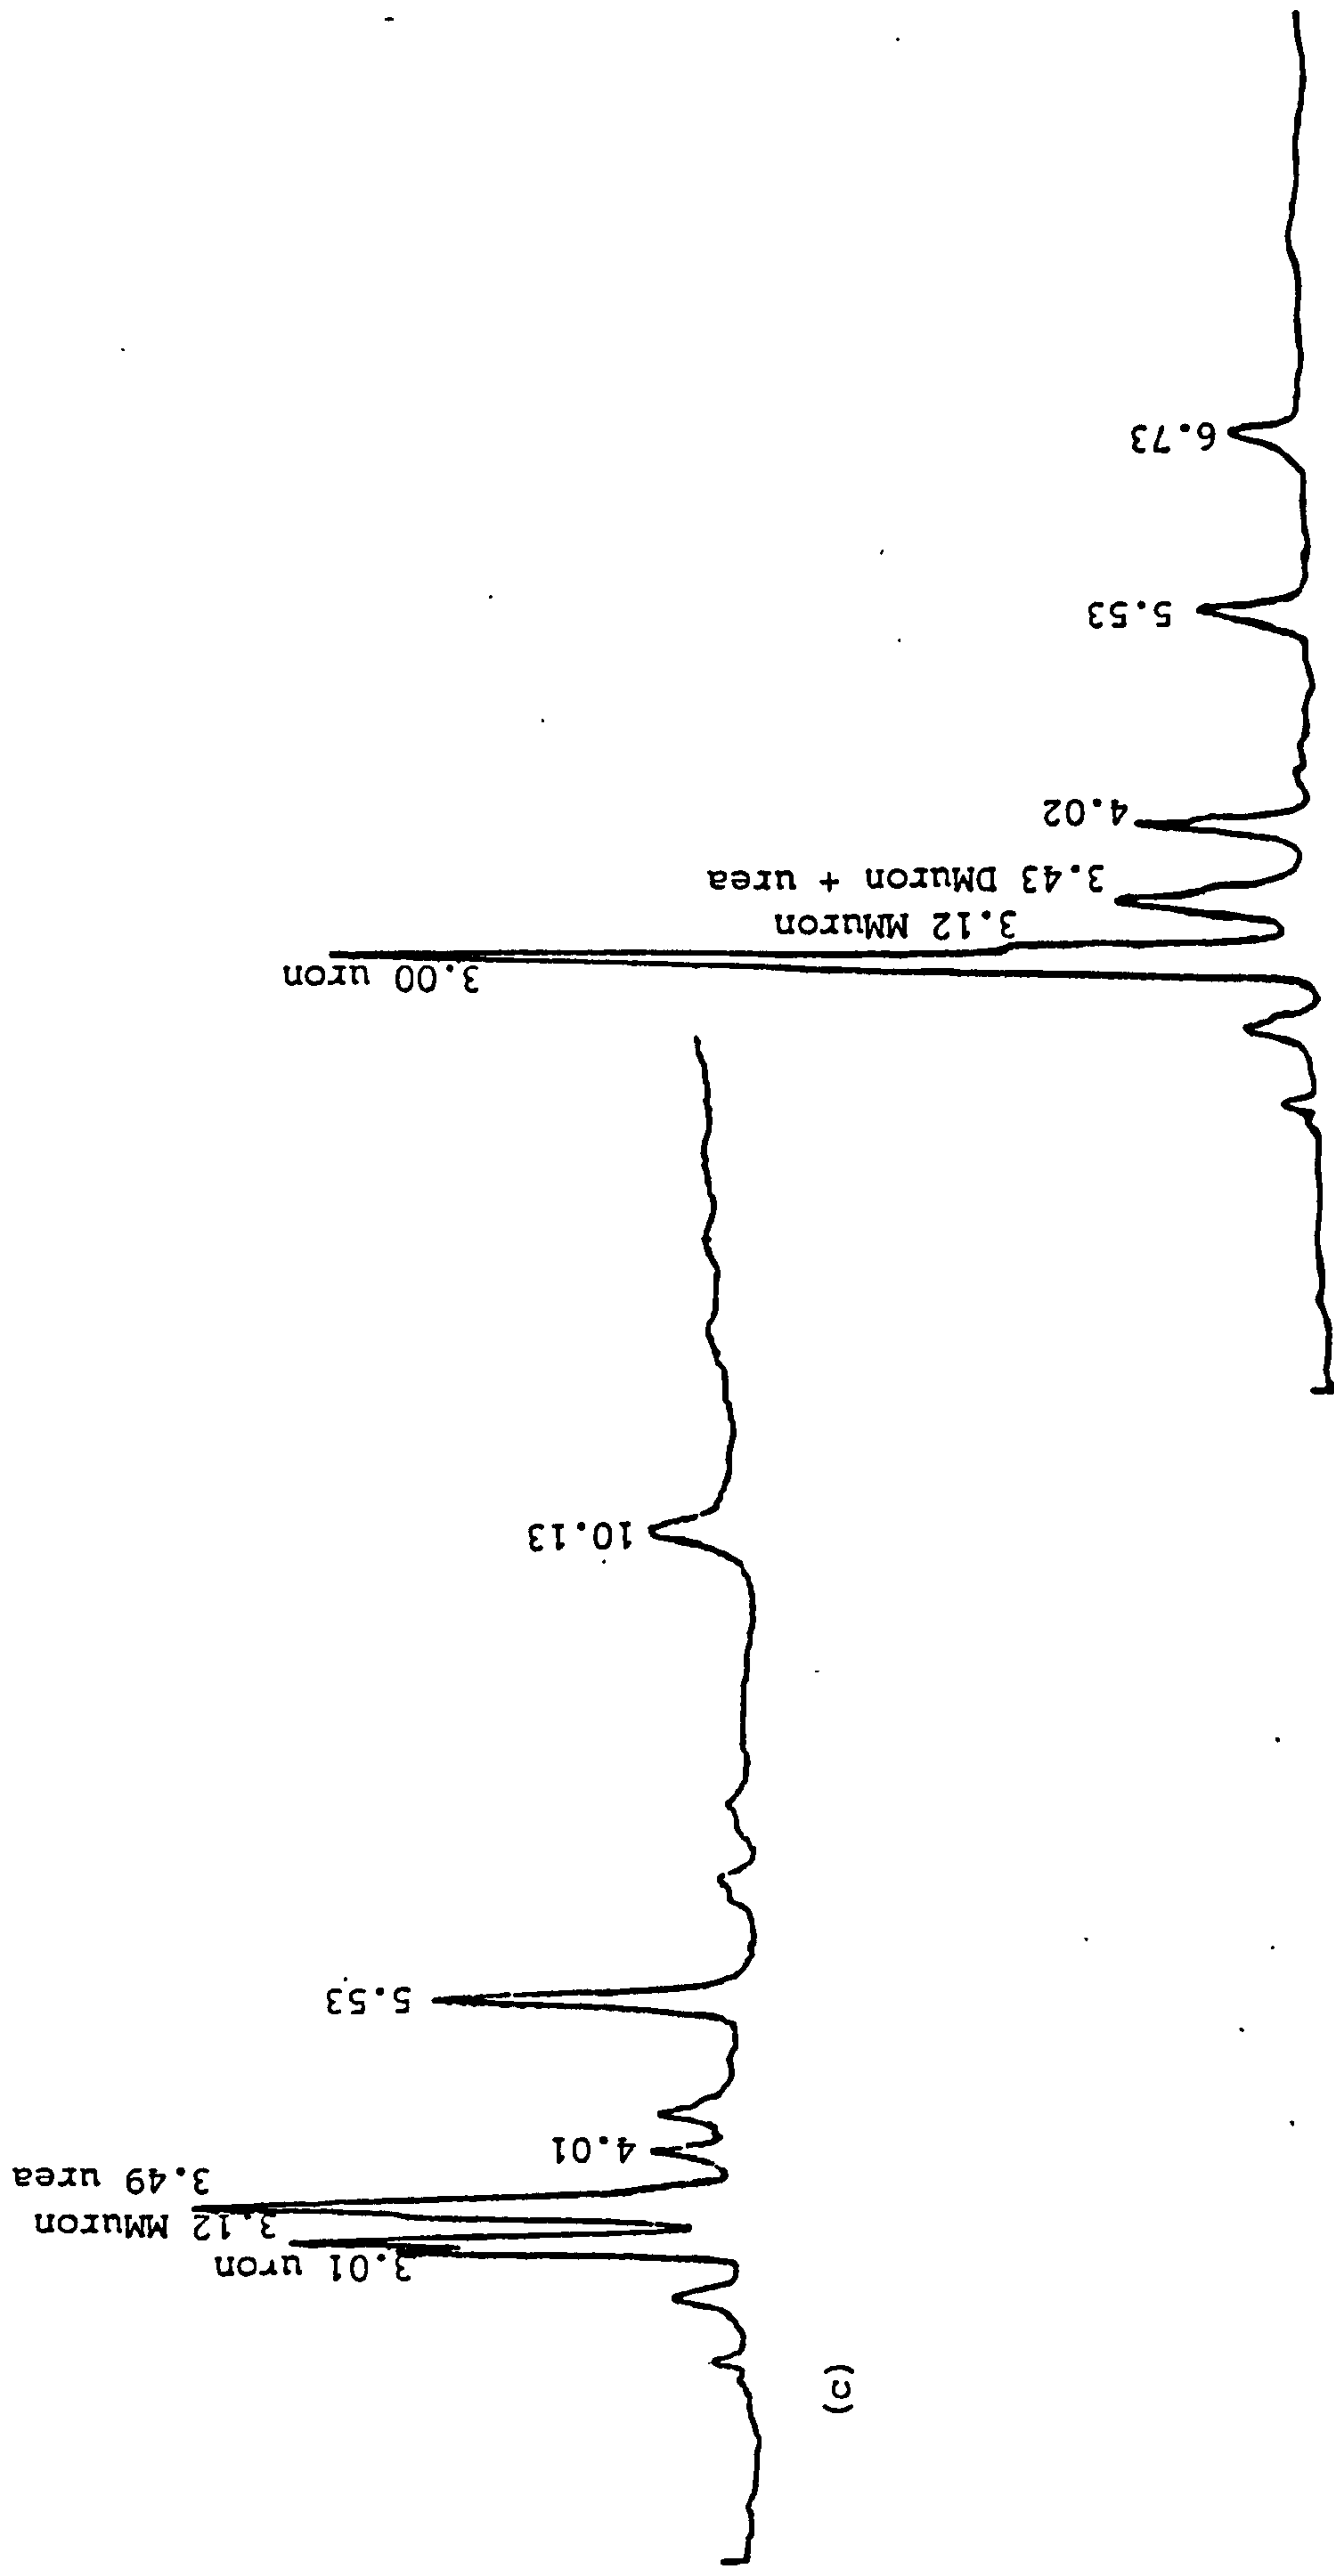 6.73
5.53
4.02
3.43 DMuron + urea
3.12 MMuron
3.00 uron
10.13
5.53
4.01
3.49 urea
3.12 MMuron
3.01 uron
(c)